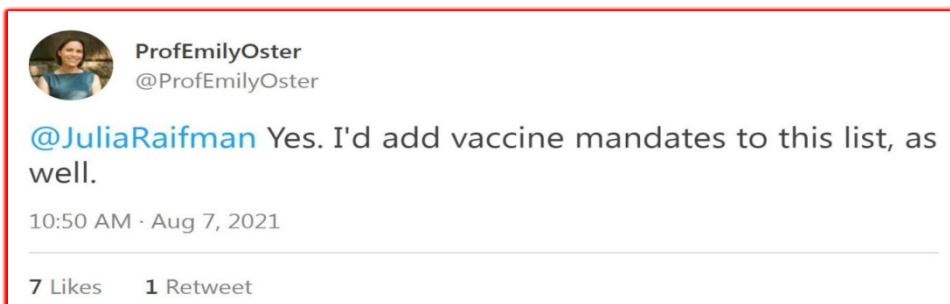 ProfEmilyOster
@ProfEmilyOster
@JuliaRaifman Yes. I'd add vaccine mandates to this list, as
well.
10:50 AM · Aug 7, 2021
7 Likes 1 Retweet